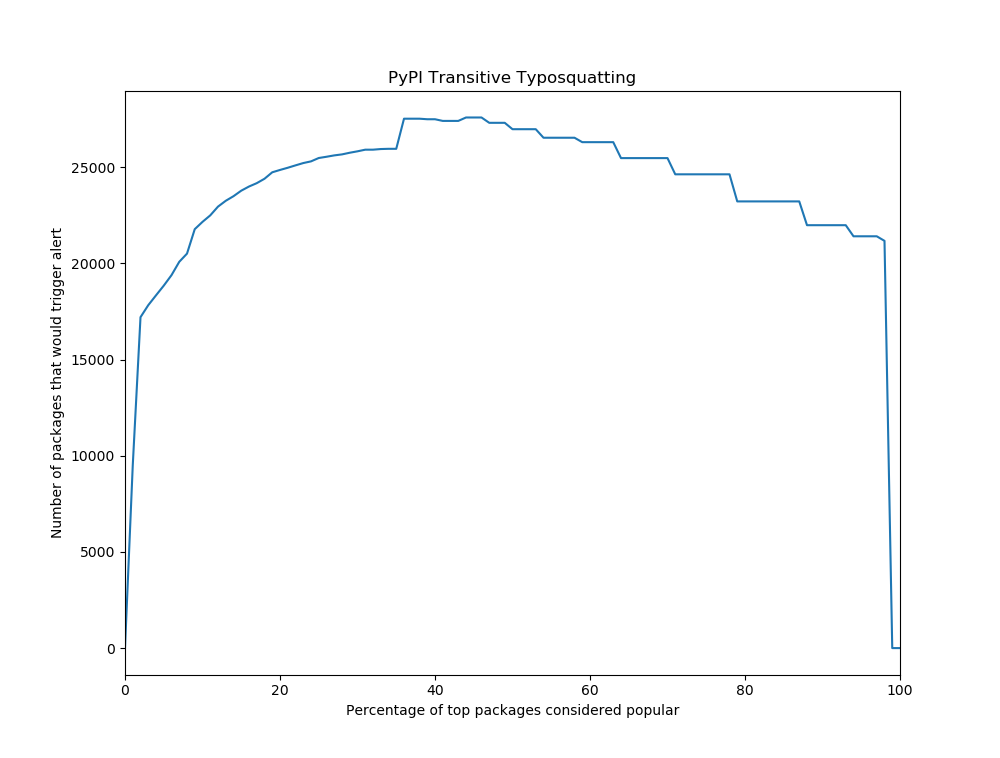 PyPI Transitive Typosquatting
Number of packages that would trigger alert
25000
20000
15000
10000
5000
0
0 20 40 60 80 100
Percentage of top packages considered popular